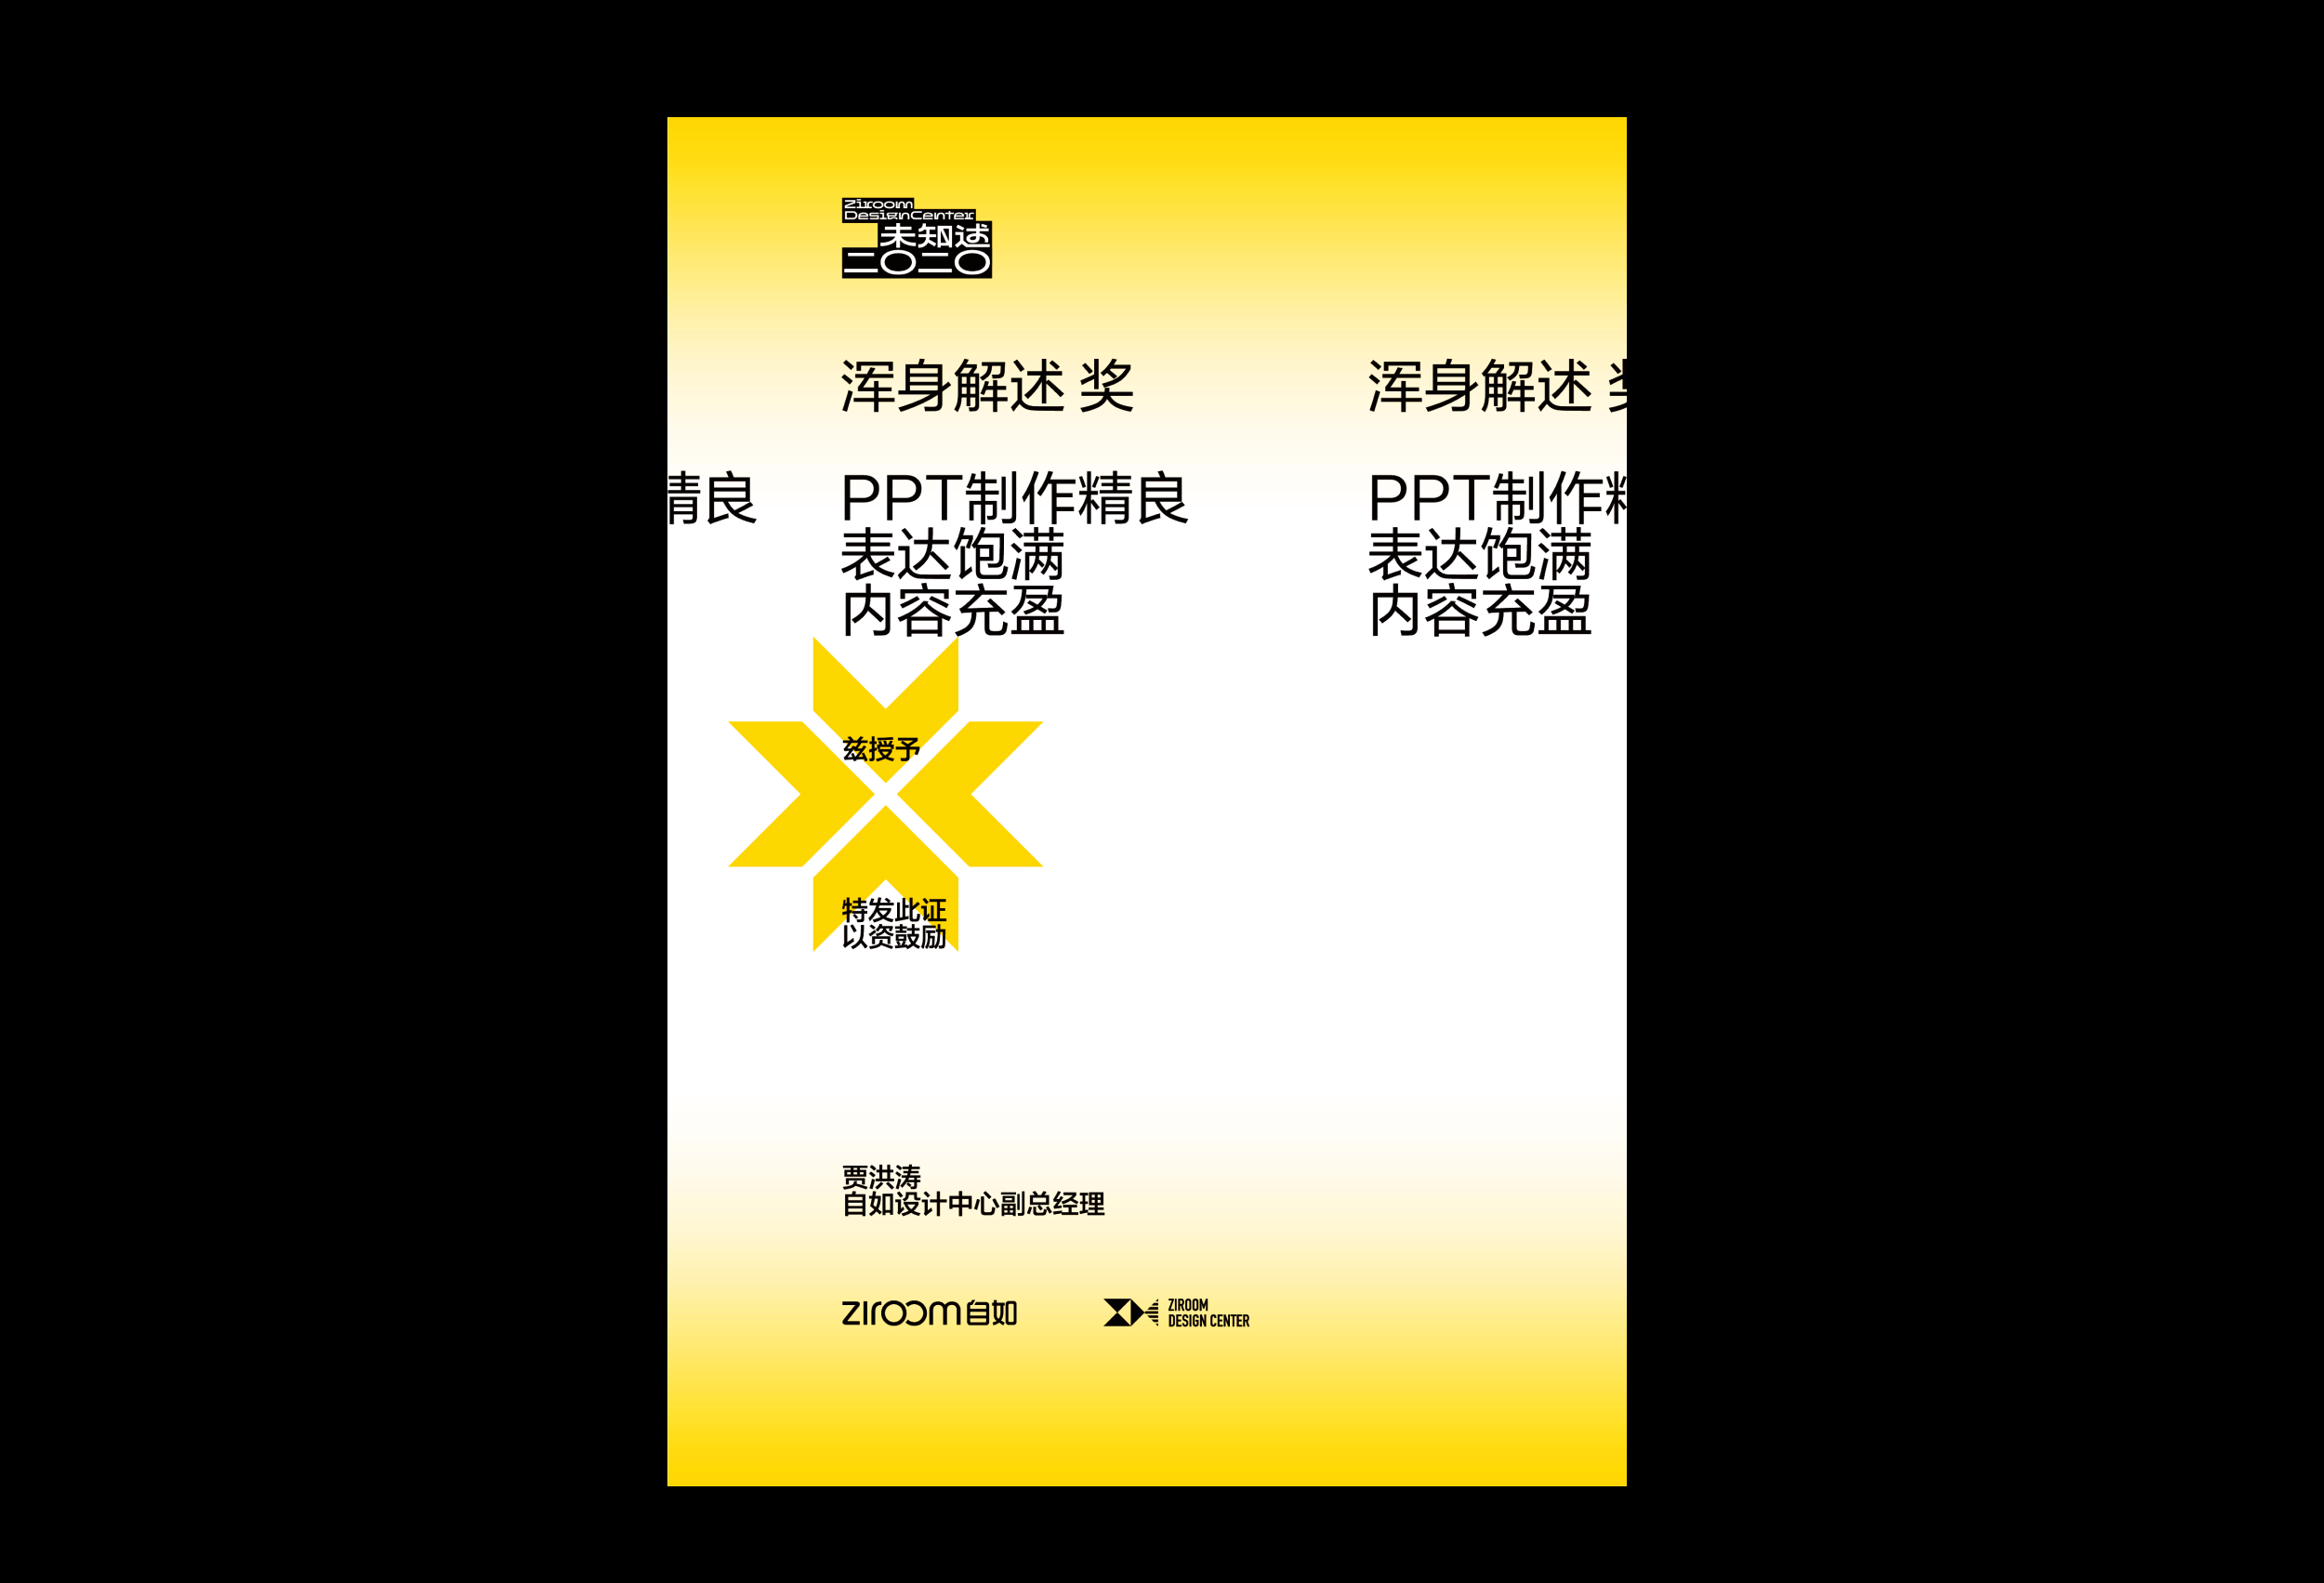 Ziroom
DesignCenter
未知述
二〇二〇
浑身解述 奖 浑身解述 奖
精良 PPT制作精良 PPT制作精
表达饱满 表达饱满
内容充盈 内容充盈
兹授予
特发此证
以资鼓励
贾洪涛
自如设计中心副总经理
ziroom自如 ZIROOM
DESIGN CENTER